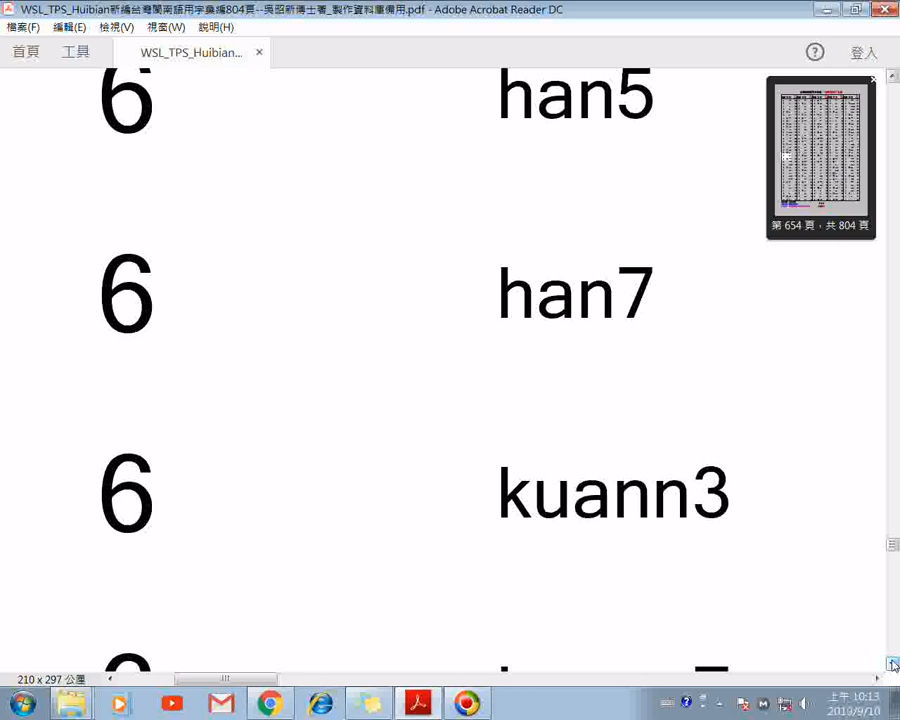 WSL_TPS_Huibian新編台灣閩南語用字彙編804頁--吳昭新博士著_製作資料庫備用.pdf - Adobe Acrobat Reader DC
檔案(F) 編輯(E) 檢視(V) 視窗(W) 說明(H)
首頁 工具 WSL_TPS_Huibian... × ? 登入
6 han5
第 654 頁，共 804 頁
6 han7
6 kuann3
210 x 297 公厘
上午 10:13
2019/9/10